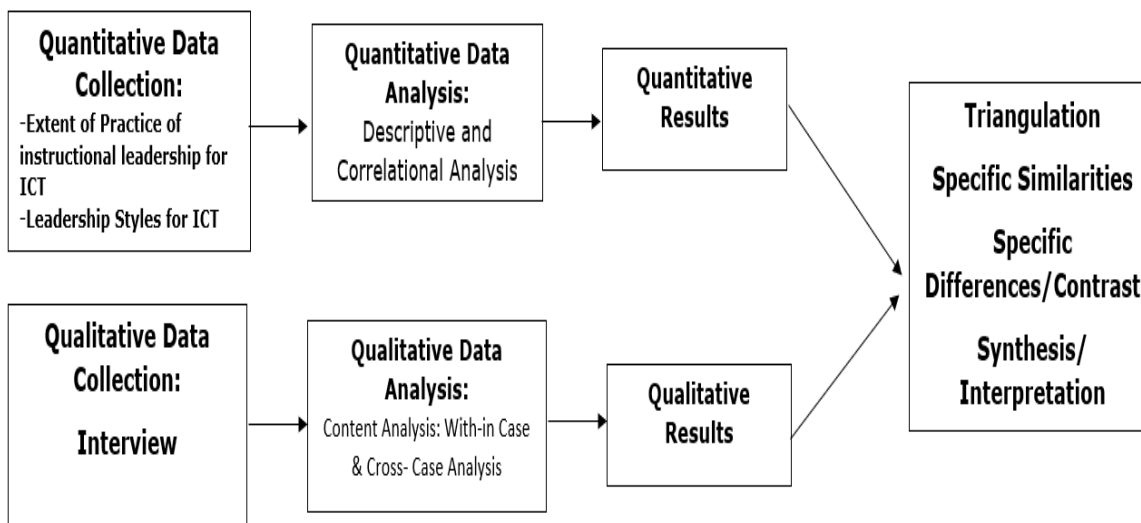 Quantitative Data
Collection:
-Extent of Practice of
instructional leadership for
ICT
-Leadership Styles for ICT
Quantitative Data
Analysis:
Descriptive and
Correlational Analysis
Quantitative
Results
Qualitative Data
Collection:
Interview
Qualitative Data
Analysis:
Content Analysis: With-in Case
& Cross- Case Analysis
Qualitative
Results
Triangulation
Specific Similarities
Specific
Differences/Contrast
Synthesis/
Interpretation